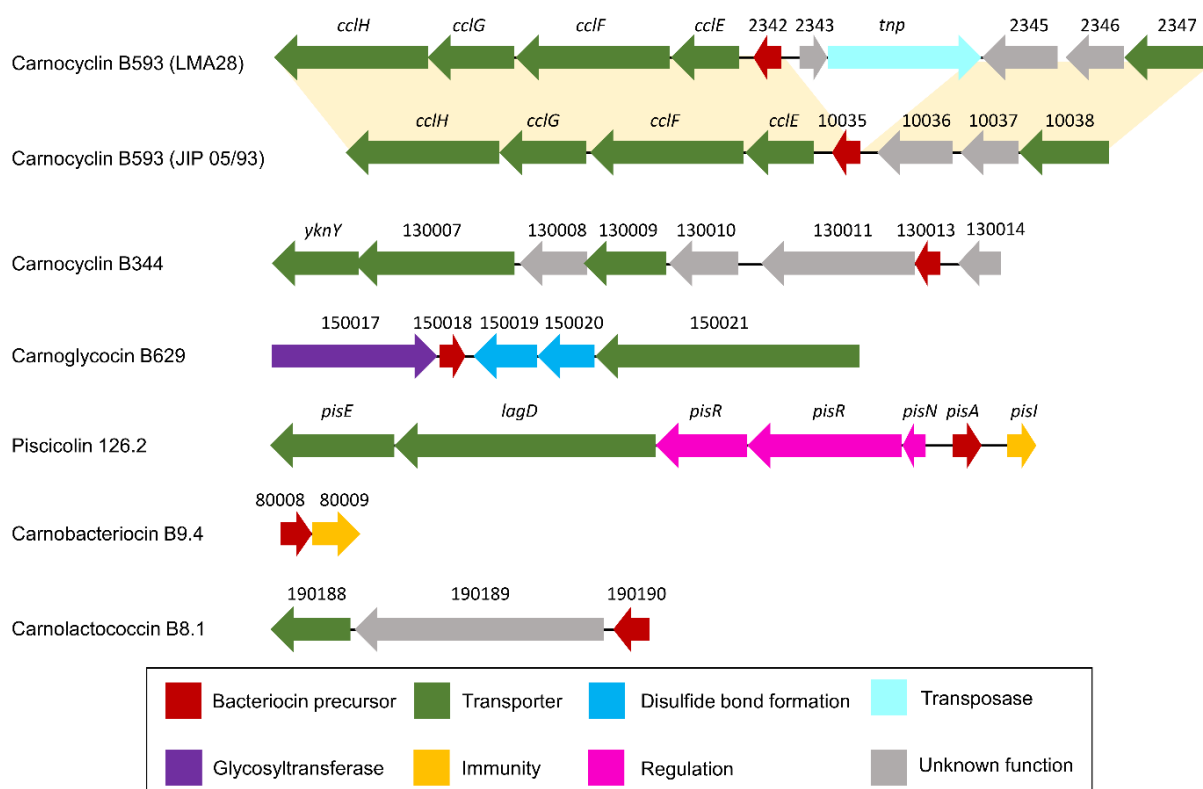 cclH cclG cclF cclE 2342 2343 tnp 2345 2346 2347
Carnocyclin B593 (LMA28)
cclH cclG cclF cclE 10035 10036 10037 10038
Carnocyclin B593 (JIP 05/93)
yknY 130007 130008 130009 130010 130011 130013 130014
Carnocyclin B344
150017 150018 150019 150020 150021
Carnoglycocin B629
pisE lagD pisR pisR pisN pisA pisI
Piscicolin 126.2
80008 80009
Carnobacteriocin B9.4
190188 190189 190190
Carnolactococcin B8.1
Bacteriocin precursor Transporter Disulfide bond formation Transposase
Glycosyltransferase Immunity Regulation Unknown function